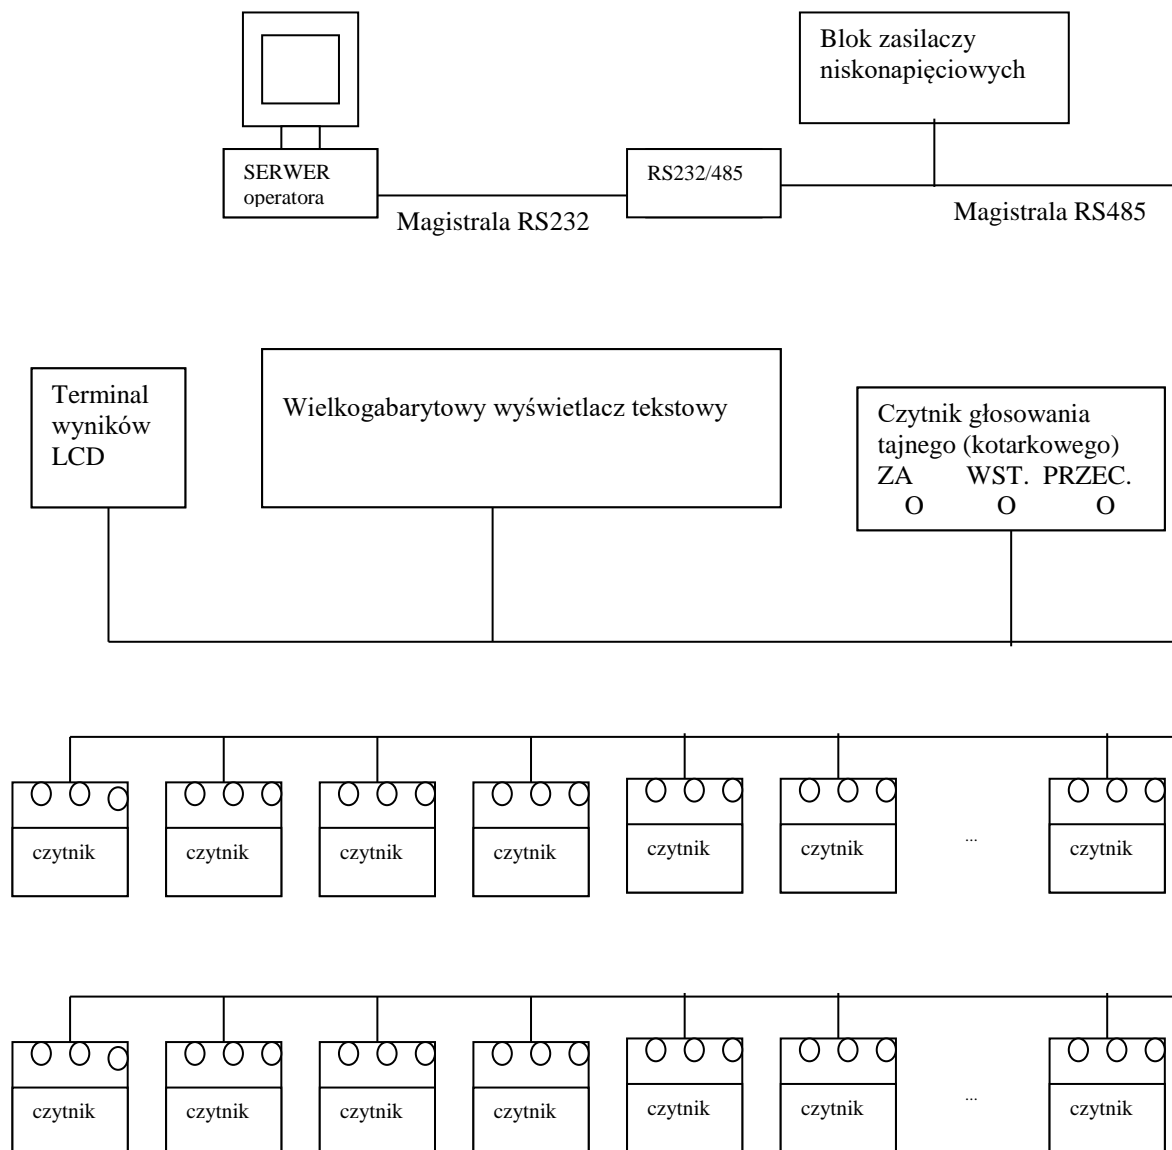 Blok zasilaczy
niskonapięciowych
SERWER
operatora
RS232/485
Magistrala RS232
Magistrala RS485
Terminal
wyników
LCD
Wielkogabarytowy wyświetlacz tekstowy
Czytnik głosowania
tajnego (kotarkowego)
ZA WST. PRZEC.
O O O
czytnik czytnik czytnik czytnik czytnik czytnik ... czytnik
czytnik czytnik czytnik czytnik czytnik czytnik ... czytnik